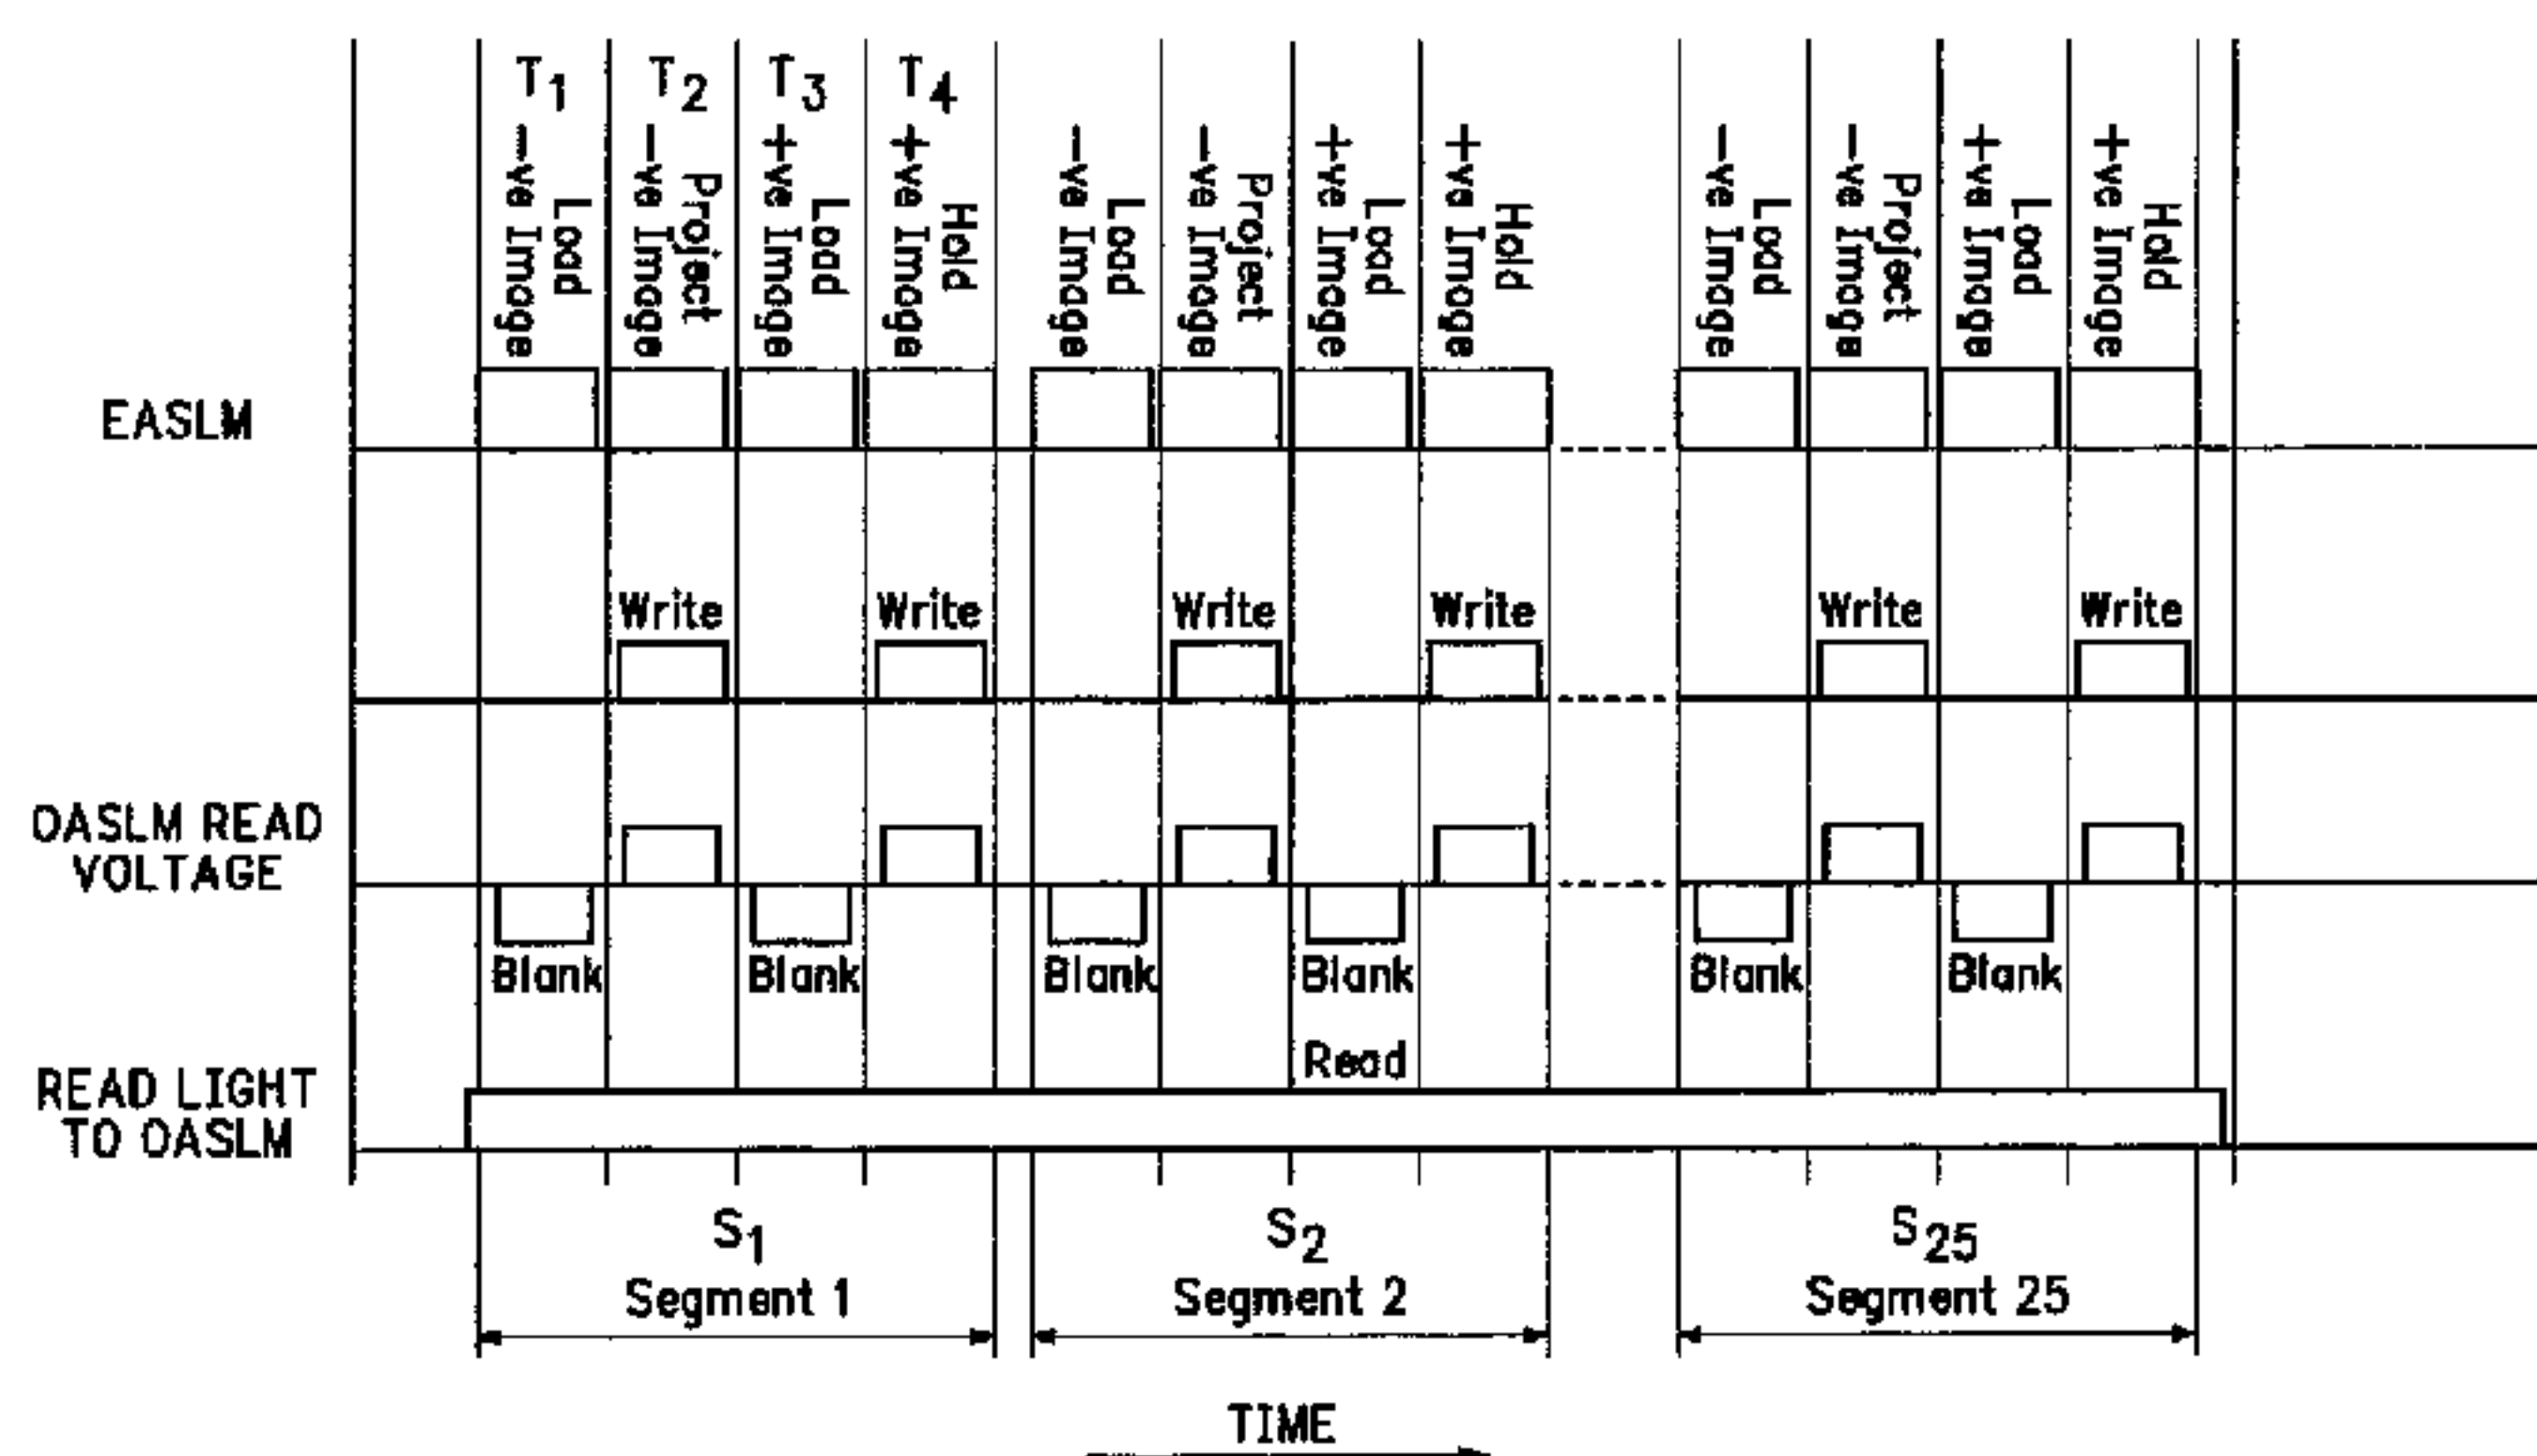 T1 T2 T3 T4
Load
-ve Image
Project
-ve Image
Load
+ve Image
Hold
+ve Image
Load
-ve Image
Project
-ve Image
Load
+ve Image
Hold
+ve Image
Load
-ve Image
Project
-ve Image
Load
+ve Image
Hold
+ve Image
EASLM
Write Write Write Write Write Write
OASLM READ
VOLTAGE
Blank Blank Blank Blank Blank Blank
Read
READ LIGHT
TO OASLM
S1 S2 S25
Segment 1 Segment 2 Segment 25
TIME